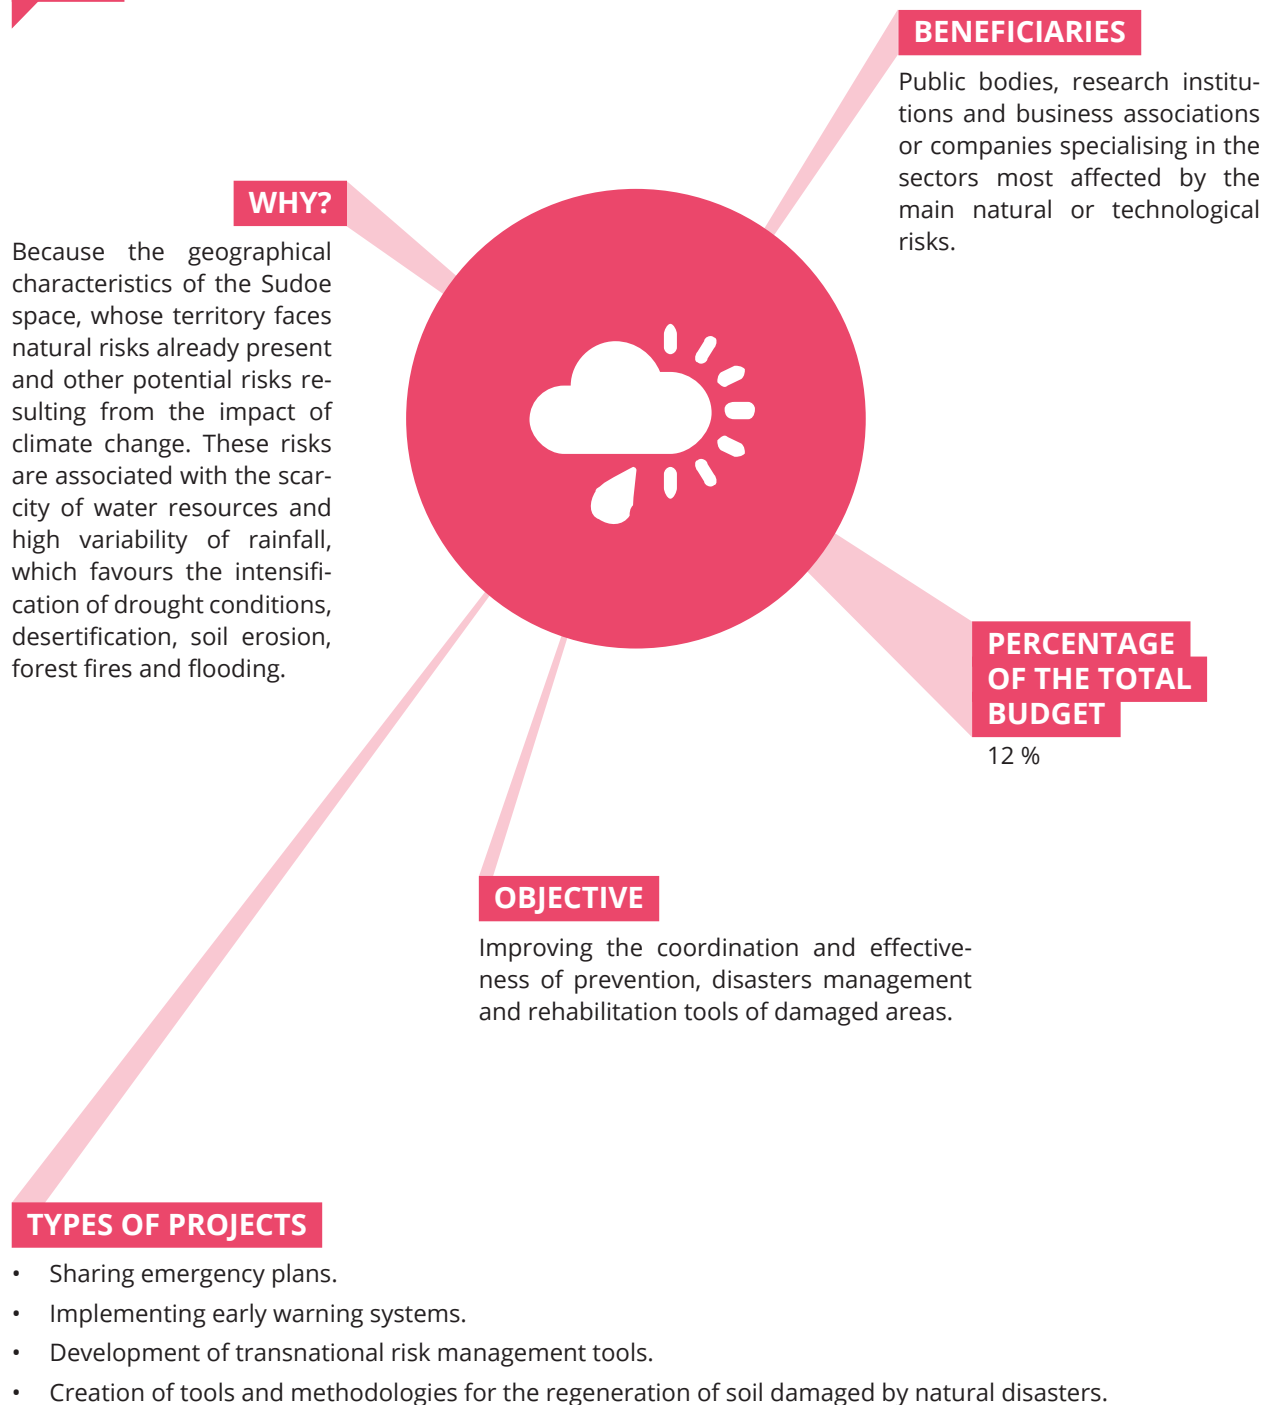 BENEFICIARIES
Public bodies, research institu-
tions and business associations
or companies specialising in the
sectors most affected by the
main natural or technological
risks.
WHY?
Because the geographical
characteristics of the Sudoe
space, whose territory faces
natural risks already present
and other potential risks re-
sulting from the impact of
climate change. These risks
are associated with the scar-
city of water resources and
high variability of rainfall,
which favours the intensifi-
cation of drought conditions,
desertification, soil erosion,
forest fires and flooding.
PERCENTAGE
OF THE TOTAL
BUDGET
12 %
OBJECTIVE
Improving the coordination and effective-
ness of prevention, disasters management
and rehabilitation tools of damaged areas.
TYPES OF PROJECTS
• Sharing emergency plans.
• Implementing early warning systems.
• Development of transnational risk management tools.
• Creation of tools and methodologies for the regeneration of soil damaged by natural disasters.